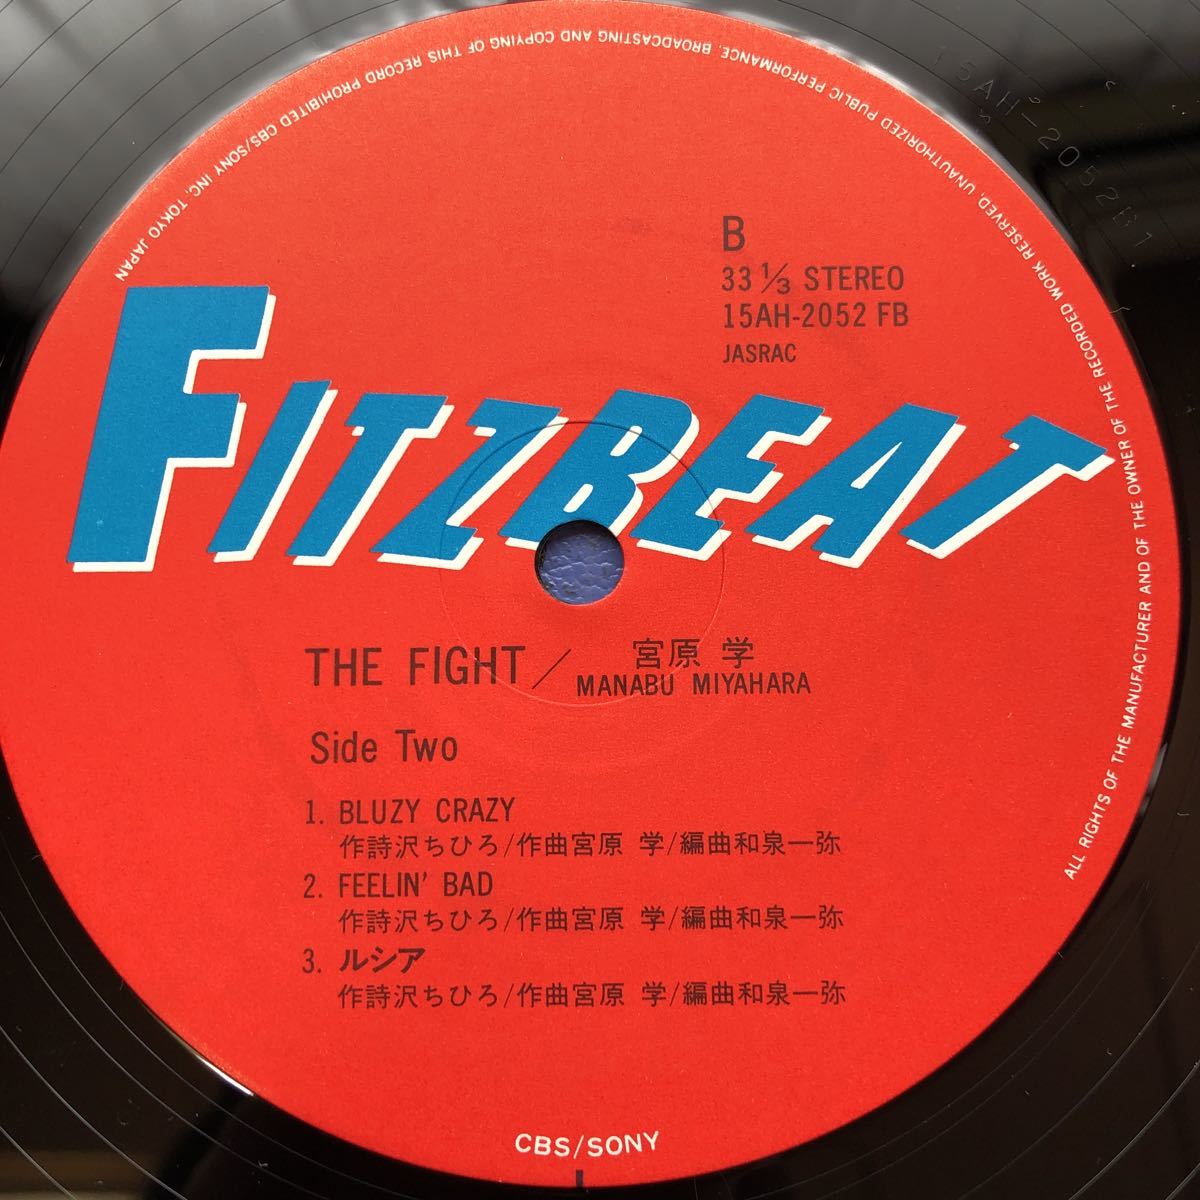 UNAUTHORIZED PUBLIC PERFORMANCE, BROADCASTING AND COPYING OF THIS RECORD PROHIBITED CBS/SONY INC. TOKYO JAPAN
ALL RIGHTS OF THE MANUFACTURER AND OF THE OWNER OF THE RECORDED WORK RESERVED.
15AH-2052B1
B
33 1/3 STEREO
15AH-2052 FB
JASRAC
FITZBEAT
THE FIGHT / 宮原 学
MANABU MIYAHARA
Side Two
1. BLUZY CRAZY
作詩沢ちひろ/作曲宮原 学/編曲和泉一弥
2. FEELIN' BAD
作詩沢ちひろ/作曲宮原 学/編曲和泉一弥
3. ルシア
作詩沢ちひろ/作曲宮原 学/編曲和泉一弥
CBS/SONY